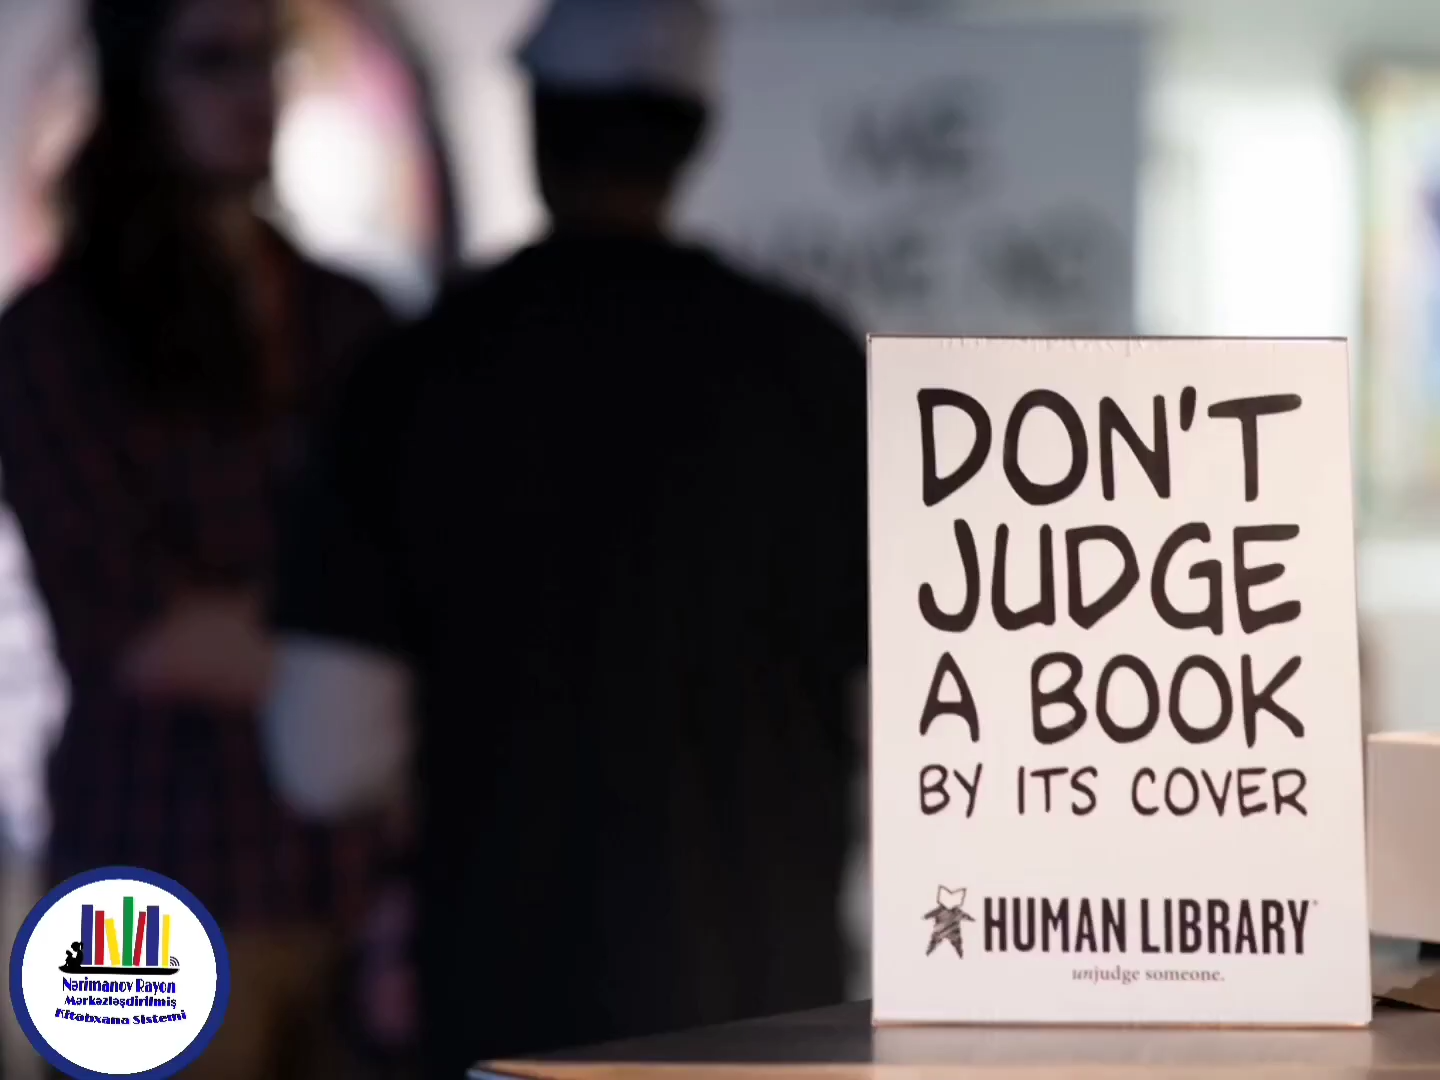 DON'T
JUDGE
A BOOK
BY ITS COVER
HUMAN LIBRARY
unjudge someone.
Nərimanov Rayon
Mərkəzləşdirilmiş
Kitabxana Sistemi